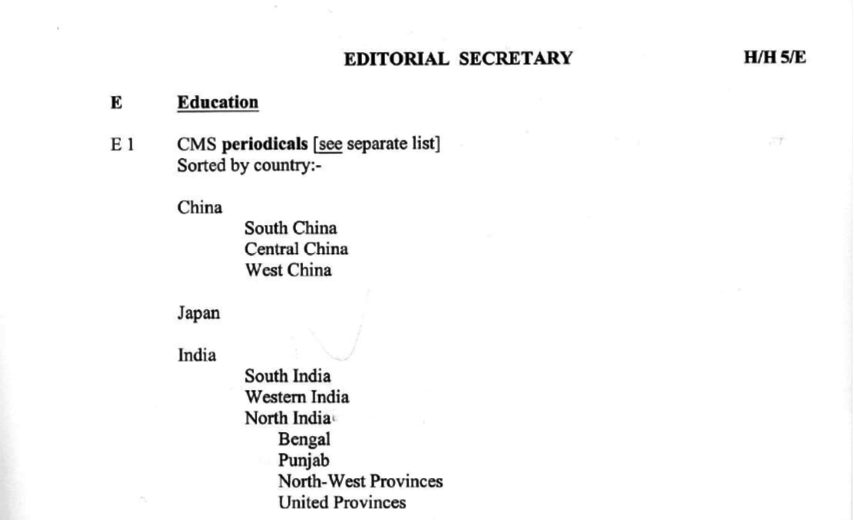 EDITORIAL SECRETARY H/H 5/E
E Education
E 1 CMS periodicals [see separate list]
Sorted by country:-
China
South China
Central China
West China
Japan
India
South India
Western India
North India
Bengal
Punjab
North-West Provinces
United Provinces